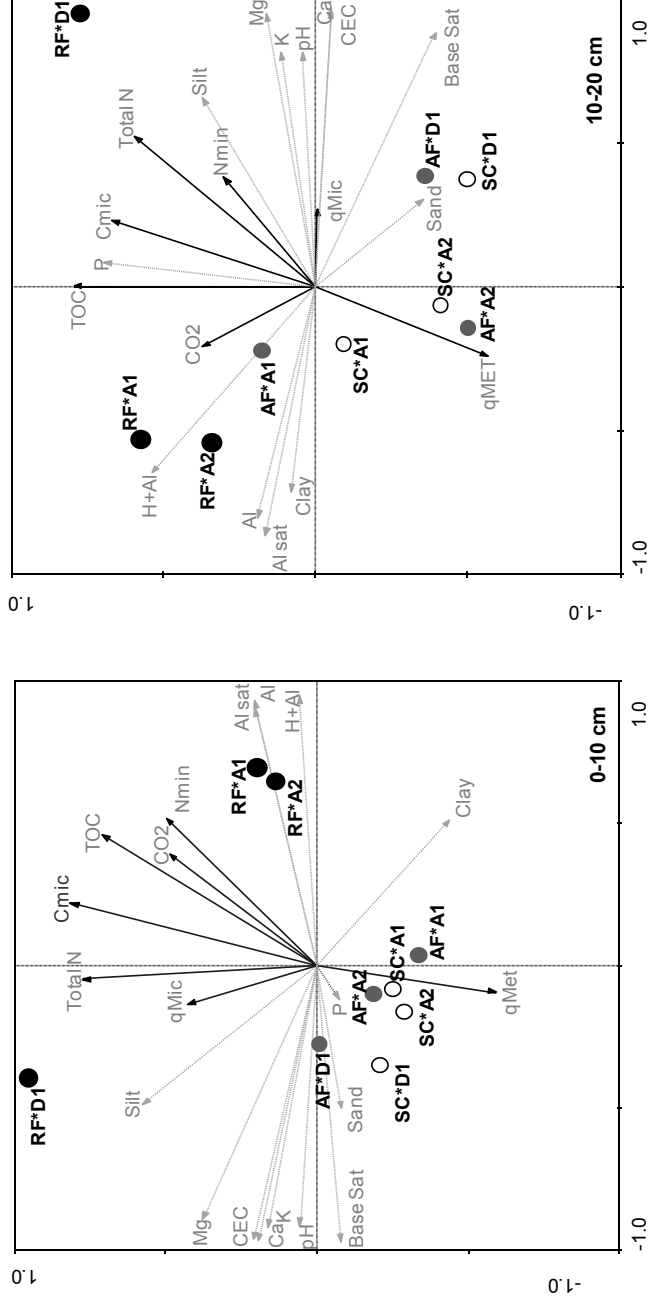 RF*D1
Mg
K
pH
Ca
CEC
Base Sat
1.0
Silt
Total N
Nmin
10-20 cm
Cmic
P
TOC
qMic
AF*D1
SC*D1
Sand
SC*A2
AF*A2
CO2
SC*A1
qMET
AF*A1
RF*A1
RF*A2
H+Al
Al
Al sat
Clay
-1.0
1.0
-1.0
1.0
Al sat
Al
H+Al
RF*A1
RF*A2
Nmin
TOC
CO2
Cmic
Total N
qMic
0-10 cm
Clay
AF*A1
SC*A1
AF*A2
P
qMet
SC*A2
AF*D1
SC*D1
Sand
RF*D1
Silt
Mg
CEC
Ca
K
pH
Base Sat
-1.0
1.0
-1.0